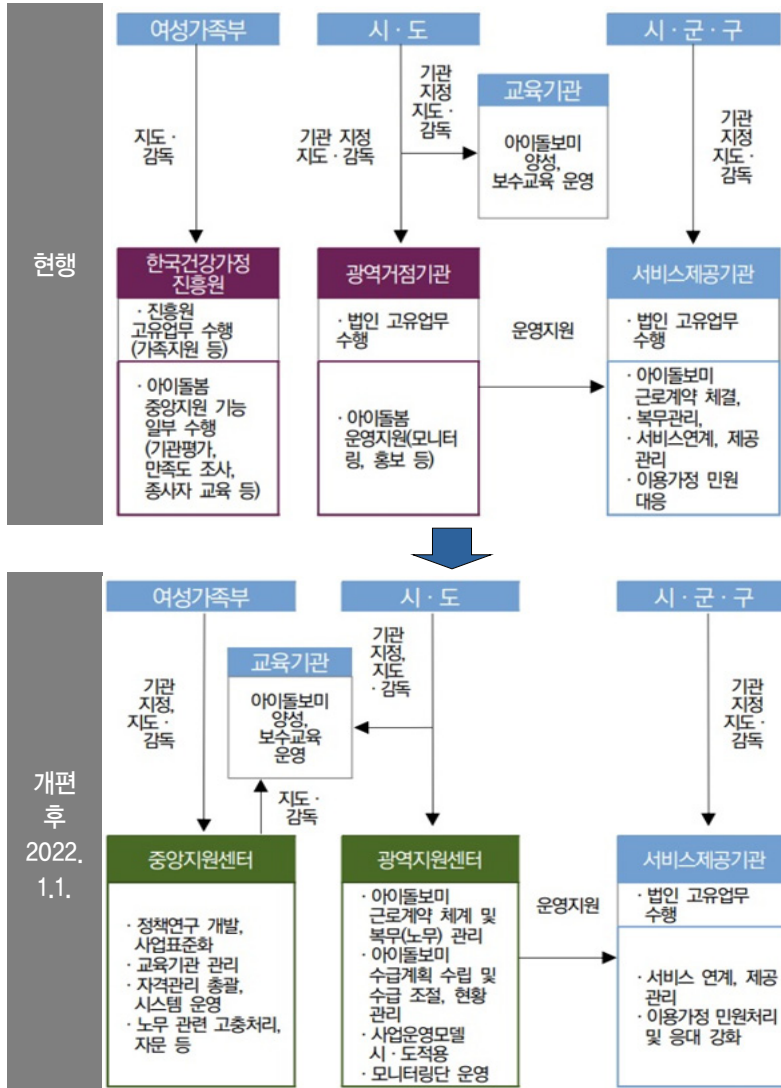 현행
여성가족부
시 · 도
시 · 군 · 구
지도 ·
감독
기관 지정
지도 · 감독
기관
지정
지도 ·
감독
교육기관
아이돌보미
양성,
보수교육 운영
기관
지정
지도 ·
감독
한국건강가정
진흥원
· 진흥원
고유업무 수행
(가족지원 등)
· 아이돌봄
중앙지원 기능
일부 수행
(기관평가,
만족도 조사,
종사자 교육 등)
광역거점기관
· 법인 고유업무
수행
· 아이돌봄
운영지원(모니터
링, 홍보 등)
운영지원
서비스제공기관
· 법인 고유업무
수행
· 아이돌보미
근로계약 체결,
· 복무관리,
· 서비스연계, 제공
관리
· 이용가정 민원
대응
개편
후
2022.
1.1.
여성가족부
시 · 도
시 · 군 · 구
기관
지정,
지도 ·
감독
교육기관
아이돌보미
양성,
보수교육
운영
기관
지정,
지도
· 감독
기관
지정
지도 ·
감독
지도 ·
감독
중앙지원센터
· 정책연구 개발,
사업표준화
· 교육기관 관리
· 자격관리 총괄,
시스템 운영
· 노무 관련 고충처리,
자문 등
광역지원센터
· 아이돌보미
근로계약 체계 및
복무(노무) 관리
· 아이돌보미
수급계획 수립 및
수급 조절, 현황
관리
· 사업운영모델
시 · 도적용
· 모니터링단 운영
운영지원
서비스제공기관
· 법인 고유업무
수행
· 서비스 연계, 제공
관리
· 이용가정 민원처리
및 응대 강화